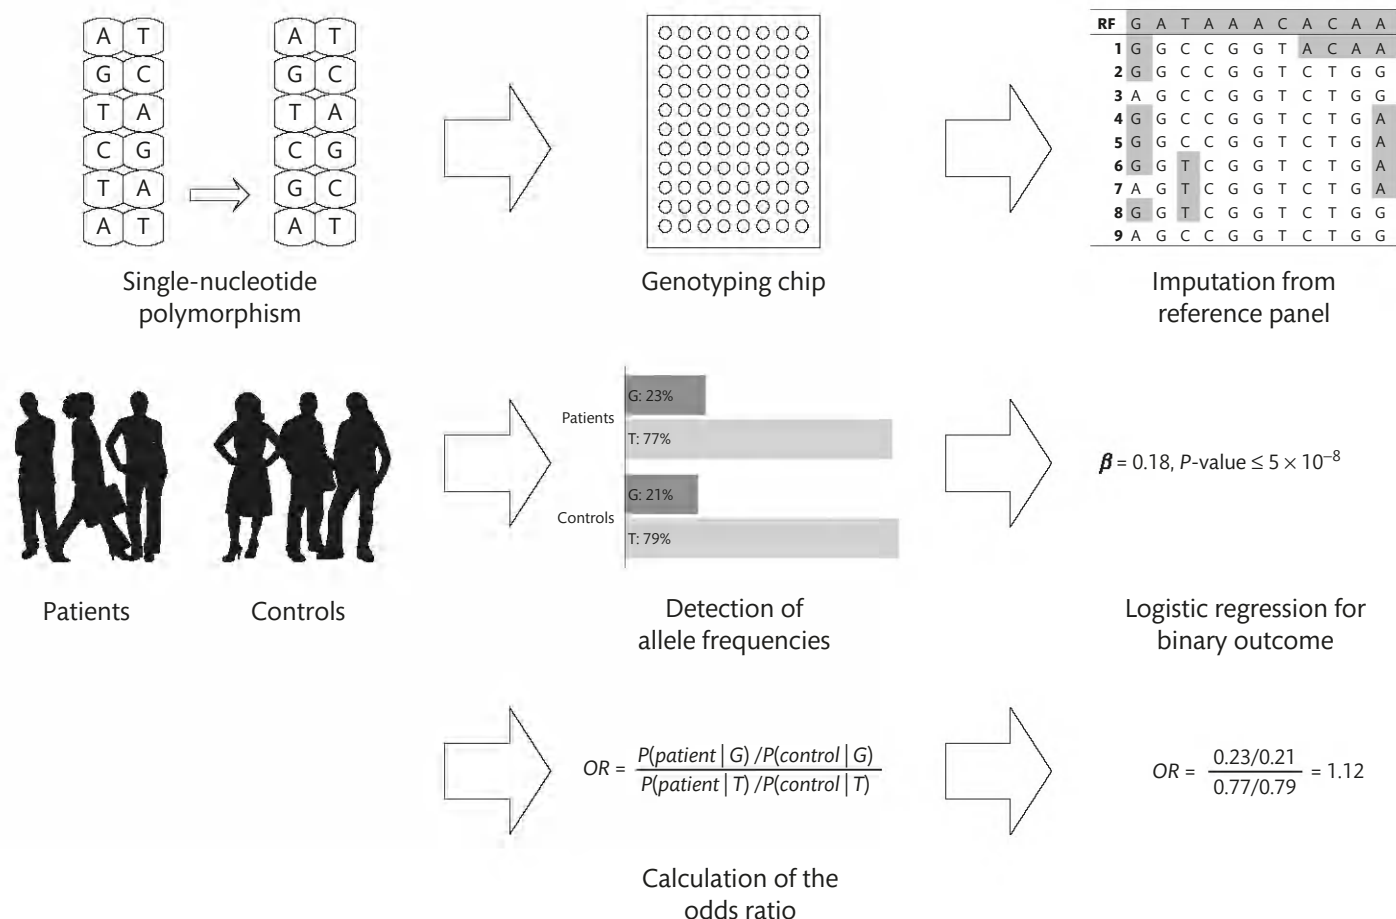 A T A T
G C G C
T A T A
C G C G
T A G C
A T A T
Single-nucleotide
polymorphism
Genotyping chip
RF G A T A A A C A C A A
1 G G C C G G T A C A A
2 G G C C G G T C T G G
3 A G C C G G T C T G G
4 G G C C G G T C T G A
5 G G C C G G T C T G A
6 G G T C G G T C T G A
7 A G T C G G T C T G A
8 G G T C G G T C T G G
9 A G C C G G T C T G G
Imputation from
reference panel
Patients
Controls
Patients
G: 23%
T: 77%
Controls
G: 21%
T: 79%
Detection of
allele frequencies
β = 0.18, P-value ≤ 5 × 10⁻⁸
Logistic regression for
binary outcome
OR = P(patient | G) / P(control | G)
P(patient | T) / P(control | T)
Calculation of the
odds ratio
OR = 0.23/0.21 = 1.12
0.77/0.79